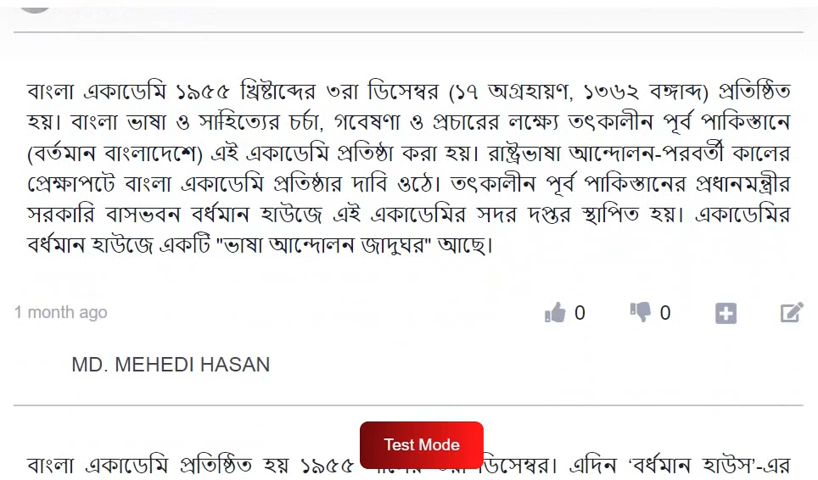 বাংলা একাডেমি ১৯৫৫ খ্রিষ্টাব্দের ৩রা ডিসেম্বর (১৭ অগ্রহায়ণ, ১৩৬২ বঙ্গাব্দ) প্রতিষ্ঠিত
হয়। বাংলা ভাষা ও সাহিত্যের চর্চা, গবেষণা ও প্রচারের লক্ষ্যে তৎকালীন পূর্ব পাকিস্তানে
(বর্তমান বাংলাদেশে) এই একাডেমি প্রতিষ্ঠা করা হয়। রাষ্ট্রভাষা আন্দোলন-পরবর্তী কালের
প্রেক্ষাপটে বাংলা একাডেমি প্রতিষ্ঠার দাবি ওঠে। তৎকালীন পূর্ব পাকিস্তানের প্রধানমন্ত্রীর
সরকারি বাসভবন বর্ধমান হাউজে এই একাডেমির সদর দপ্তর স্থাপিত হয়। একাডেমির
বর্ধমান হাউজে একটি "ভাষা আন্দোলন জাদুঘর" আছে।
1 month ago 0 0
MD. MEHEDI HASAN
Test Mode
বাংলা একাডেমি প্রতিষ্ঠিত হয় ১৯৫৫ ডিসেম্বর। এদিন ‘বর্ধমান হাউস’-এর